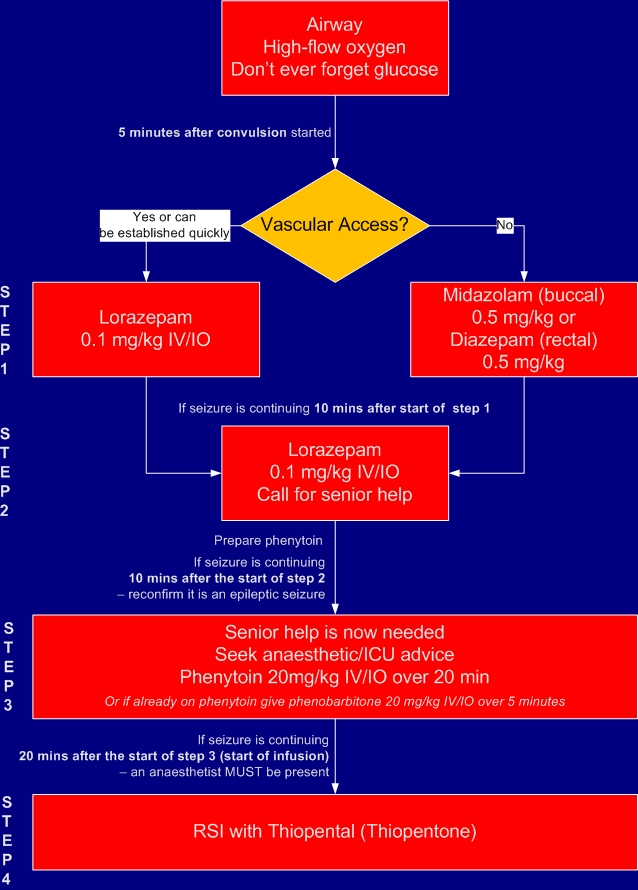 Airway
High-flow oxygen
Don't ever forget glucose
5 minutes after convulsion started
Vascular Access?
Yes or can
be established quickly
No
STEP 1
Lorazepam
0.1 mg/kg IV/IO
Midazolam (buccal)
0.5 mg/kg or
Diazepam (rectal)
0.5 mg/kg
If seizure is continuing 10 mins after start of step 1
STEP 2
Lorazepam
0.1 mg/kg IV/IO
Call for senior help
Prepare phenytoin
If seizure is continuing
10 mins after the start of step 2
– reconfirm it is an epileptic seizure
STEP 3
Senior help is now needed
Seek anaesthetic/ICU advice
Phenytoin 20mg/kg IV/IO over 20 min
Or if already on phenytoin give phenobarbitone 20 mg/kg IV/IO over 5 minutes
If seizure is continuing
20 mins after the start of step 3 (start of infusion)
– an anaesthetist MUST be present
STEP 4
RSI with Thiopental (Thiopentone)